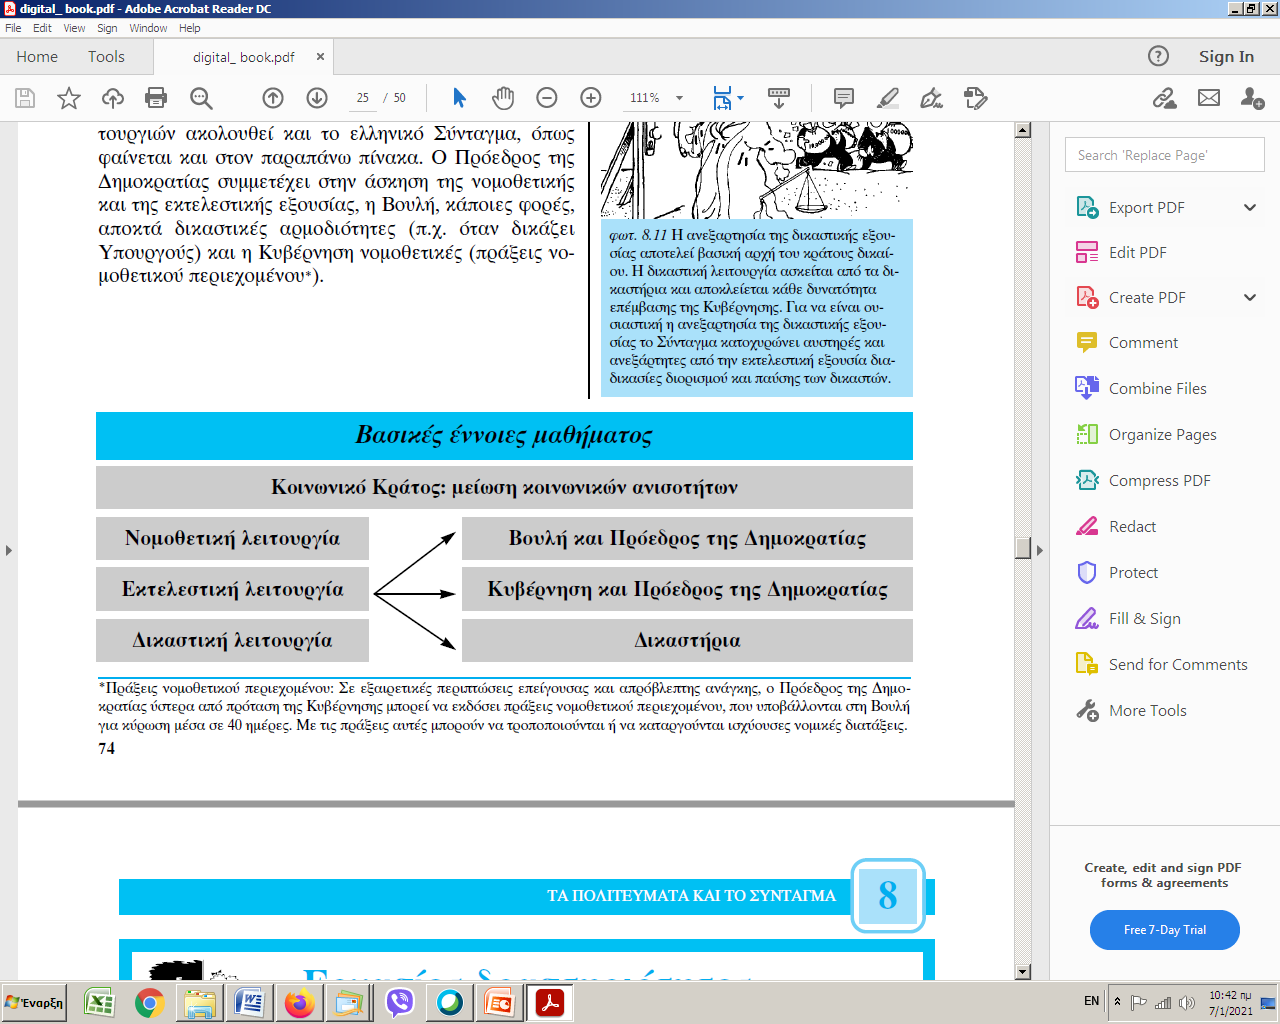 digital_ book.pdf - Adobe Acrobat Reader DC
File Edit View Sign Window Help
Home Tools digital_ book.pdf × Sign In
25 / 50 111%
τουργιών ακολουθεί και το ελληνικό Σύνταγμα, όπως
φαίνεται και στον παραπάνω πίνακα. Ο Πρόεδρος της
Δημοκρατίας συμμετέχει στην άσκηση της νομοθετικής
και της εκτελεστικής εξουσίας, η Βουλή, κάποιες φορές,
αποκτά δικαστικές αρμοδιότητες (π.χ. όταν δικάζει
Υπουργούς) και η Κυβέρνηση νομοθετικές (πράξεις νο-
μοθετικού περιεχομένου*).
φωτ. 8.11 Η ανεξαρτησία της δικαστικής εξου-
σίας αποτελεί βασική αρχή του κράτους δικαί-
ου. Η δικαστική λειτουργία ασκείται από τα δι-
καστήρια και αποκλείεται κάθε δυνατότητα
επέμβασης της Κυβέρνησης. Για να είναι ου-
σιαστική η ανεξαρτησία της δικαστικής εξου-
σίας το Σύνταγμα κατοχυρώνει αυστηρές και
ανεξάρτητες από την εκτελεστική εξουσία δια-
δικασίες διορισμού και παύσης των δικαστών.
Βασικές έννοιες μαθήματος
Κοινωνικό Κράτος: μείωση κοινωνικών ανισοτήτων
Νομοθετική λειτουργία Βουλή και Πρόεδρος της Δημοκρατίας
Εκτελεστική λειτουργία Κυβέρνηση και Πρόεδρος της Δημοκρατίας
Δικαστική λειτουργία Δικαστήρια
*Πράξεις νομοθετικού περιεχομένου: Σε εξαιρετικές περιπτώσεις επείγουσας και απρόβλεπτης ανάγκης, ο Πρόεδρος της Δημο-
κρατίας ύστερα από πρόταση της Κυβέρνησης μπορεί να εκδόσει πράξεις νομοθετικού περιεχομένου, που υποβάλλονται στη Βουλή
για κύρωση μέσα σε 40 ημέρες. Με τις πράξεις αυτές μπορούν να τροποποιούνται ή να καταργούνται ισχύουσες νομικές διατάξεις.
74
ΤΑ ΠΟΛΙΤΕΥΜΑΤΑ ΚΑΙ ΤΟ ΣΥΝΤΑΓΜΑ 8
Search 'Replace Page'
Export PDF
Edit PDF
Create PDF
Comment
Combine Files
Organize Pages
Compress PDF
Redact
Protect
Fill & Sign
Send for Comments
More Tools
Create, edit and sign PDF
forms & agreements
Free 7-Day Trial
Έναρξη
EN
10:42 πμ
7/1/2021